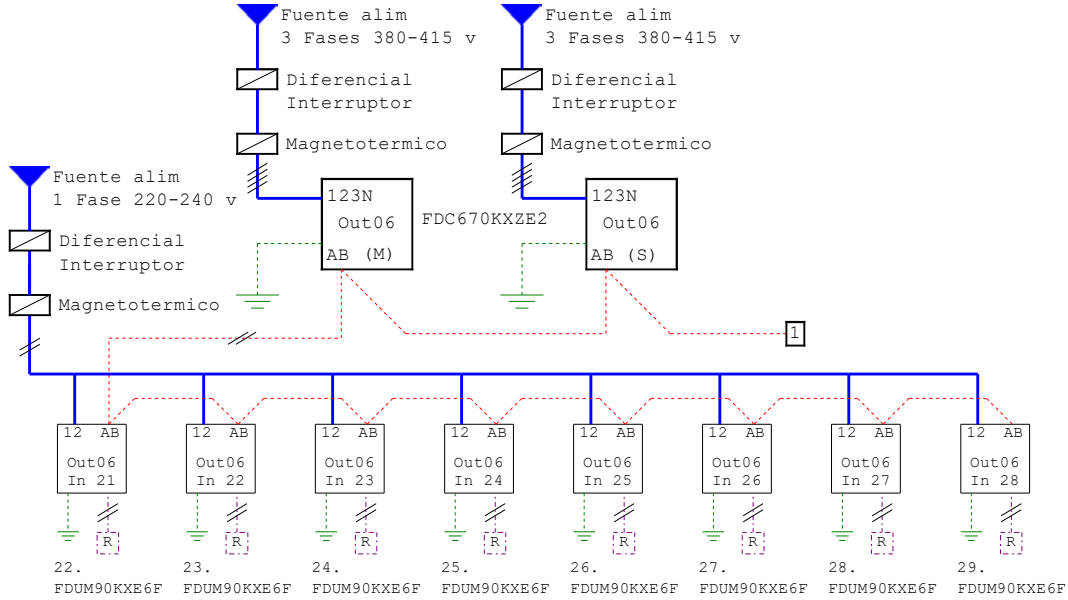 Fuente alim
3 Fases 380-415 v
Diferencial
Interruptor
Magnetotermico
123N
Out06
AB (M)
FDC670KXZE2
Fuente alim
3 Fases 380-415 v
Diferencial
Interruptor
Magnetotermico
123N
Out06
AB (S)
1
Fuente alim
1 Fase 220-240 v
Diferencial
Interruptor
Magnetotermico
12 AB
Out06
In 21
R
22.
FDUM90KXE6F
12 AB
Out06
In 22
R
23.
FDUM90KXE6F
12 AB
Out06
In 23
R
24.
FDUM90KXE6F
12 AB
Out06
In 24
R
25.
FDUM90KXE6F
12 AB
Out06
In 25
R
26.
FDUM90KXE6F
12 AB
Out06
In 26
R
27.
FDUM90KXE6F
12 AB
Out06
In 27
R
28.
FDUM90KXE6F
12 AB
Out06
In 28
R
29.
FDUM90KXE6F